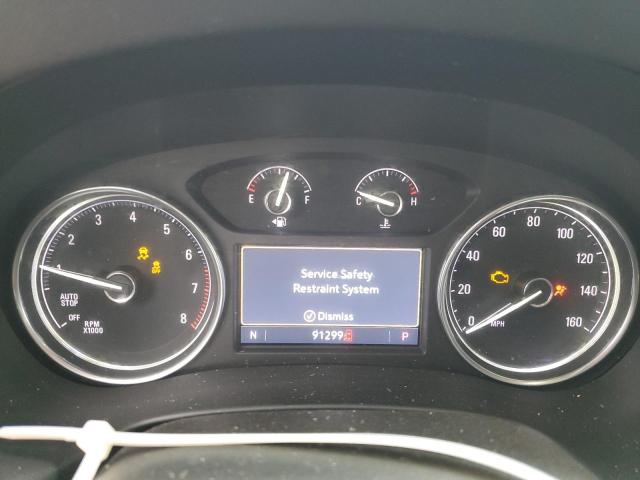 E F
C H
1 2 3 4 5 6 7 8
AUTO
STOP
OFF
RPM
X1000
Service Safety
Restraint System
Dismiss
N 91299 P
0 20 40 60 80 100 120 140 160
MPH